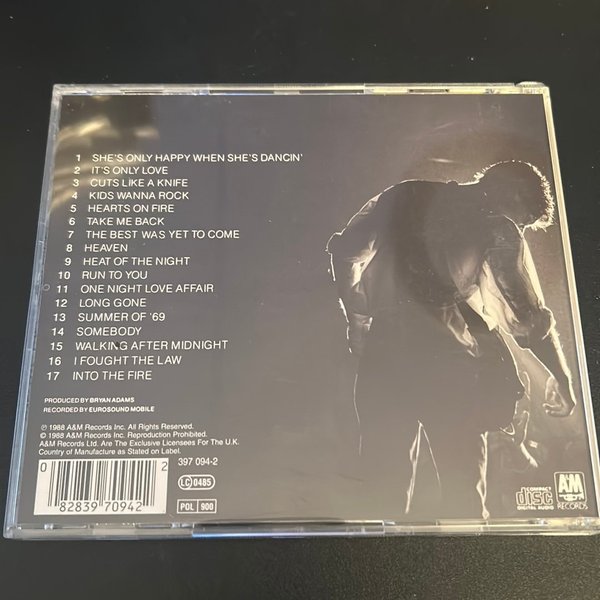 1 SHE'S ONLY HAPPY WHEN SHE'S DANCIN'
2 IT'S ONLY LOVE
3 CUTS LIKE A KNIFE
4 KIDS WANNA ROCK
5 HEARTS ON FIRE
6 TAKE ME BACK
7 THE BEST WAS YET TO COME
8 HEAVEN
9 HEAT OF THE NIGHT
10 RUN TO YOU
11 ONE NIGHT LOVE AFFAIR
12 LONG GONE
13 SUMMER OF '69
14 SOMEBODY
15 WALKING AFTER MIDNIGHT
16 I FOUGHT THE LAW
17 INTO THE FIRE
PRODUCED BY BRYAN ADAMS
RECORDED BY EUROSOUND MOBILE
℗ 1988 A&M Records Inc. All Rights Reserved.
© 1988 A&M Records Inc. Reproduction Prohibited.
A&M Records Ltd. Are The Exclusive Licensees For The U.K.
Country of Manufacture as Stated on Label.
397 094-2
0 82839 70942 2
LC 0485
POL 900
COMPACT
disc
DIGITAL AUDIO
A&M
RECORDS